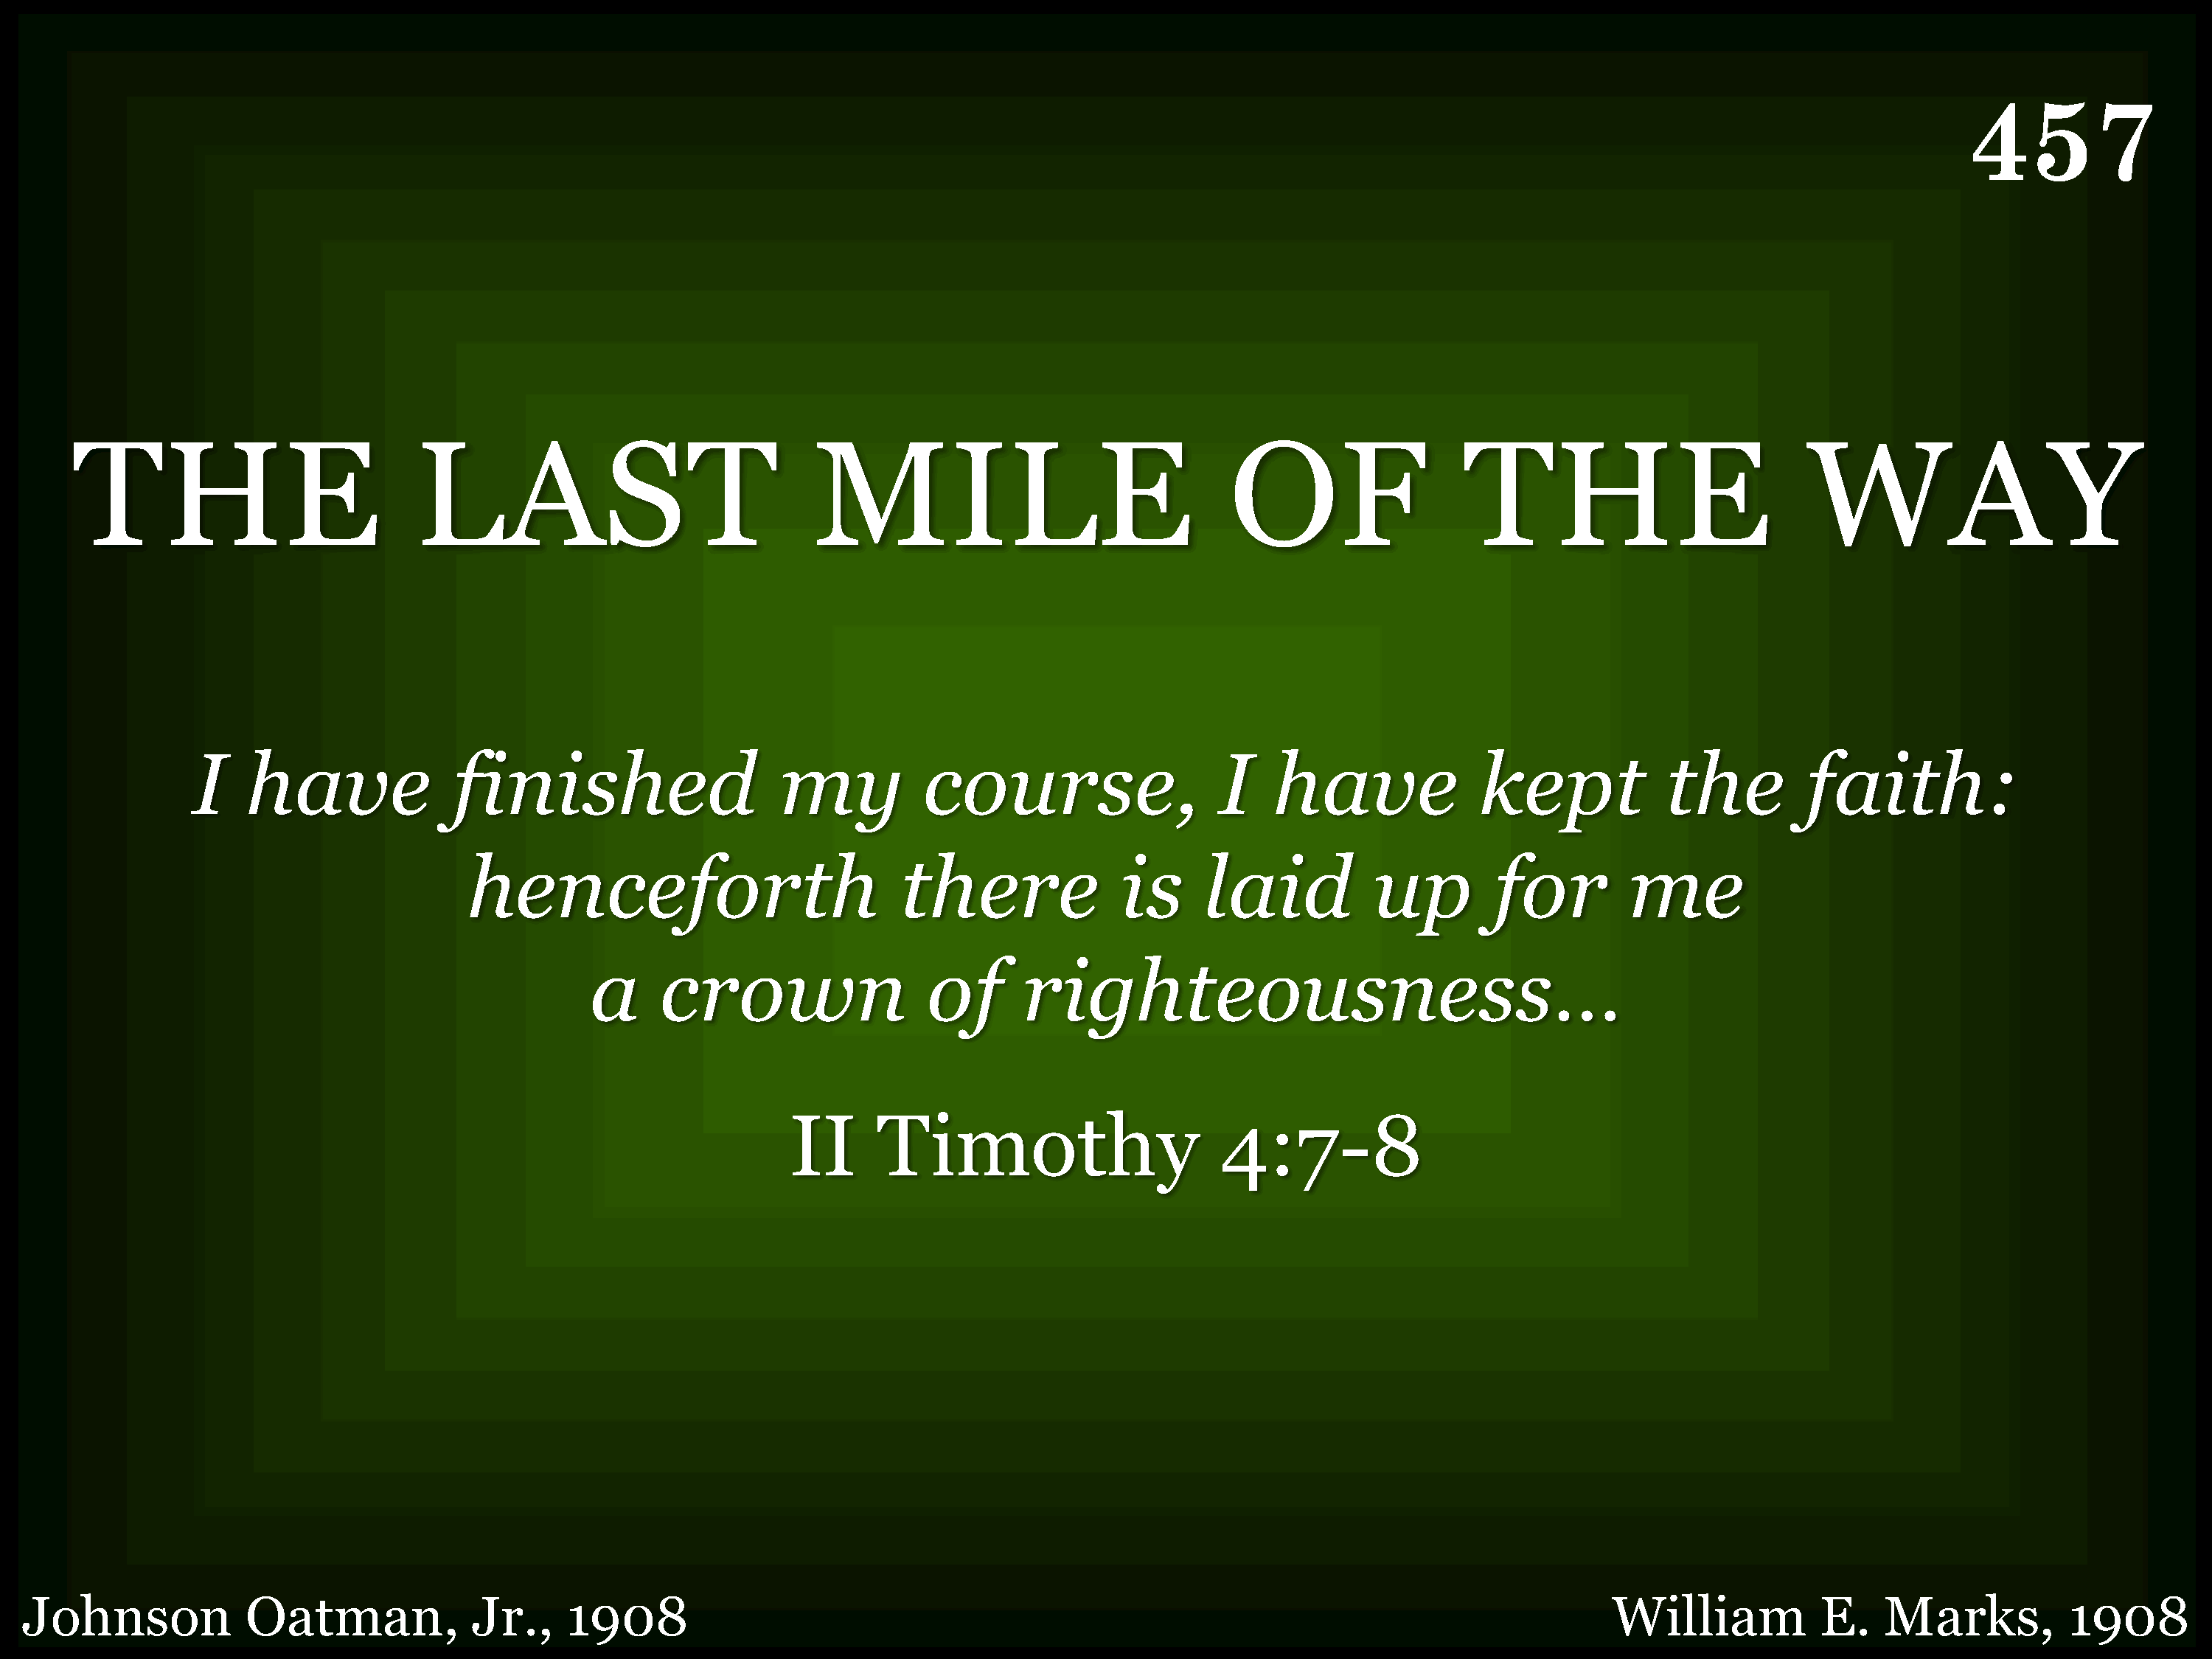 457
THE LAST MILE OF THE WAY
I have finished my course, I have kept the faith:
henceforth there is laid up for me
a crown of righteousness...
II Timothy 4:7-8
Johnson Oatman, Jr., 1908
William E. Marks, 1908